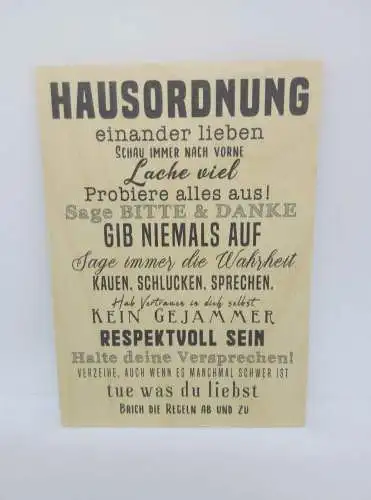 HAUSORDNUNG
einander lieben
SCHAU IMMER NACH VORNE
Lache viel
Probiere alles aus!
Sage BITTE & DANKE
GIB NIEMALS AUF
Sage immer die Wahrheit
KAUEN. SCHLUCKEN. SPRECHEN.
Hab Vertrauen in dich selbst
KEIN GEJAMMER
RESPEKTVOLL SEIN
Halte deine Versprechen!
VERZEIHE, AUCH WENN ES MANCHMAL SCHWER IST
tue was du liebst
BRICH DIE REGELN AB UND ZU